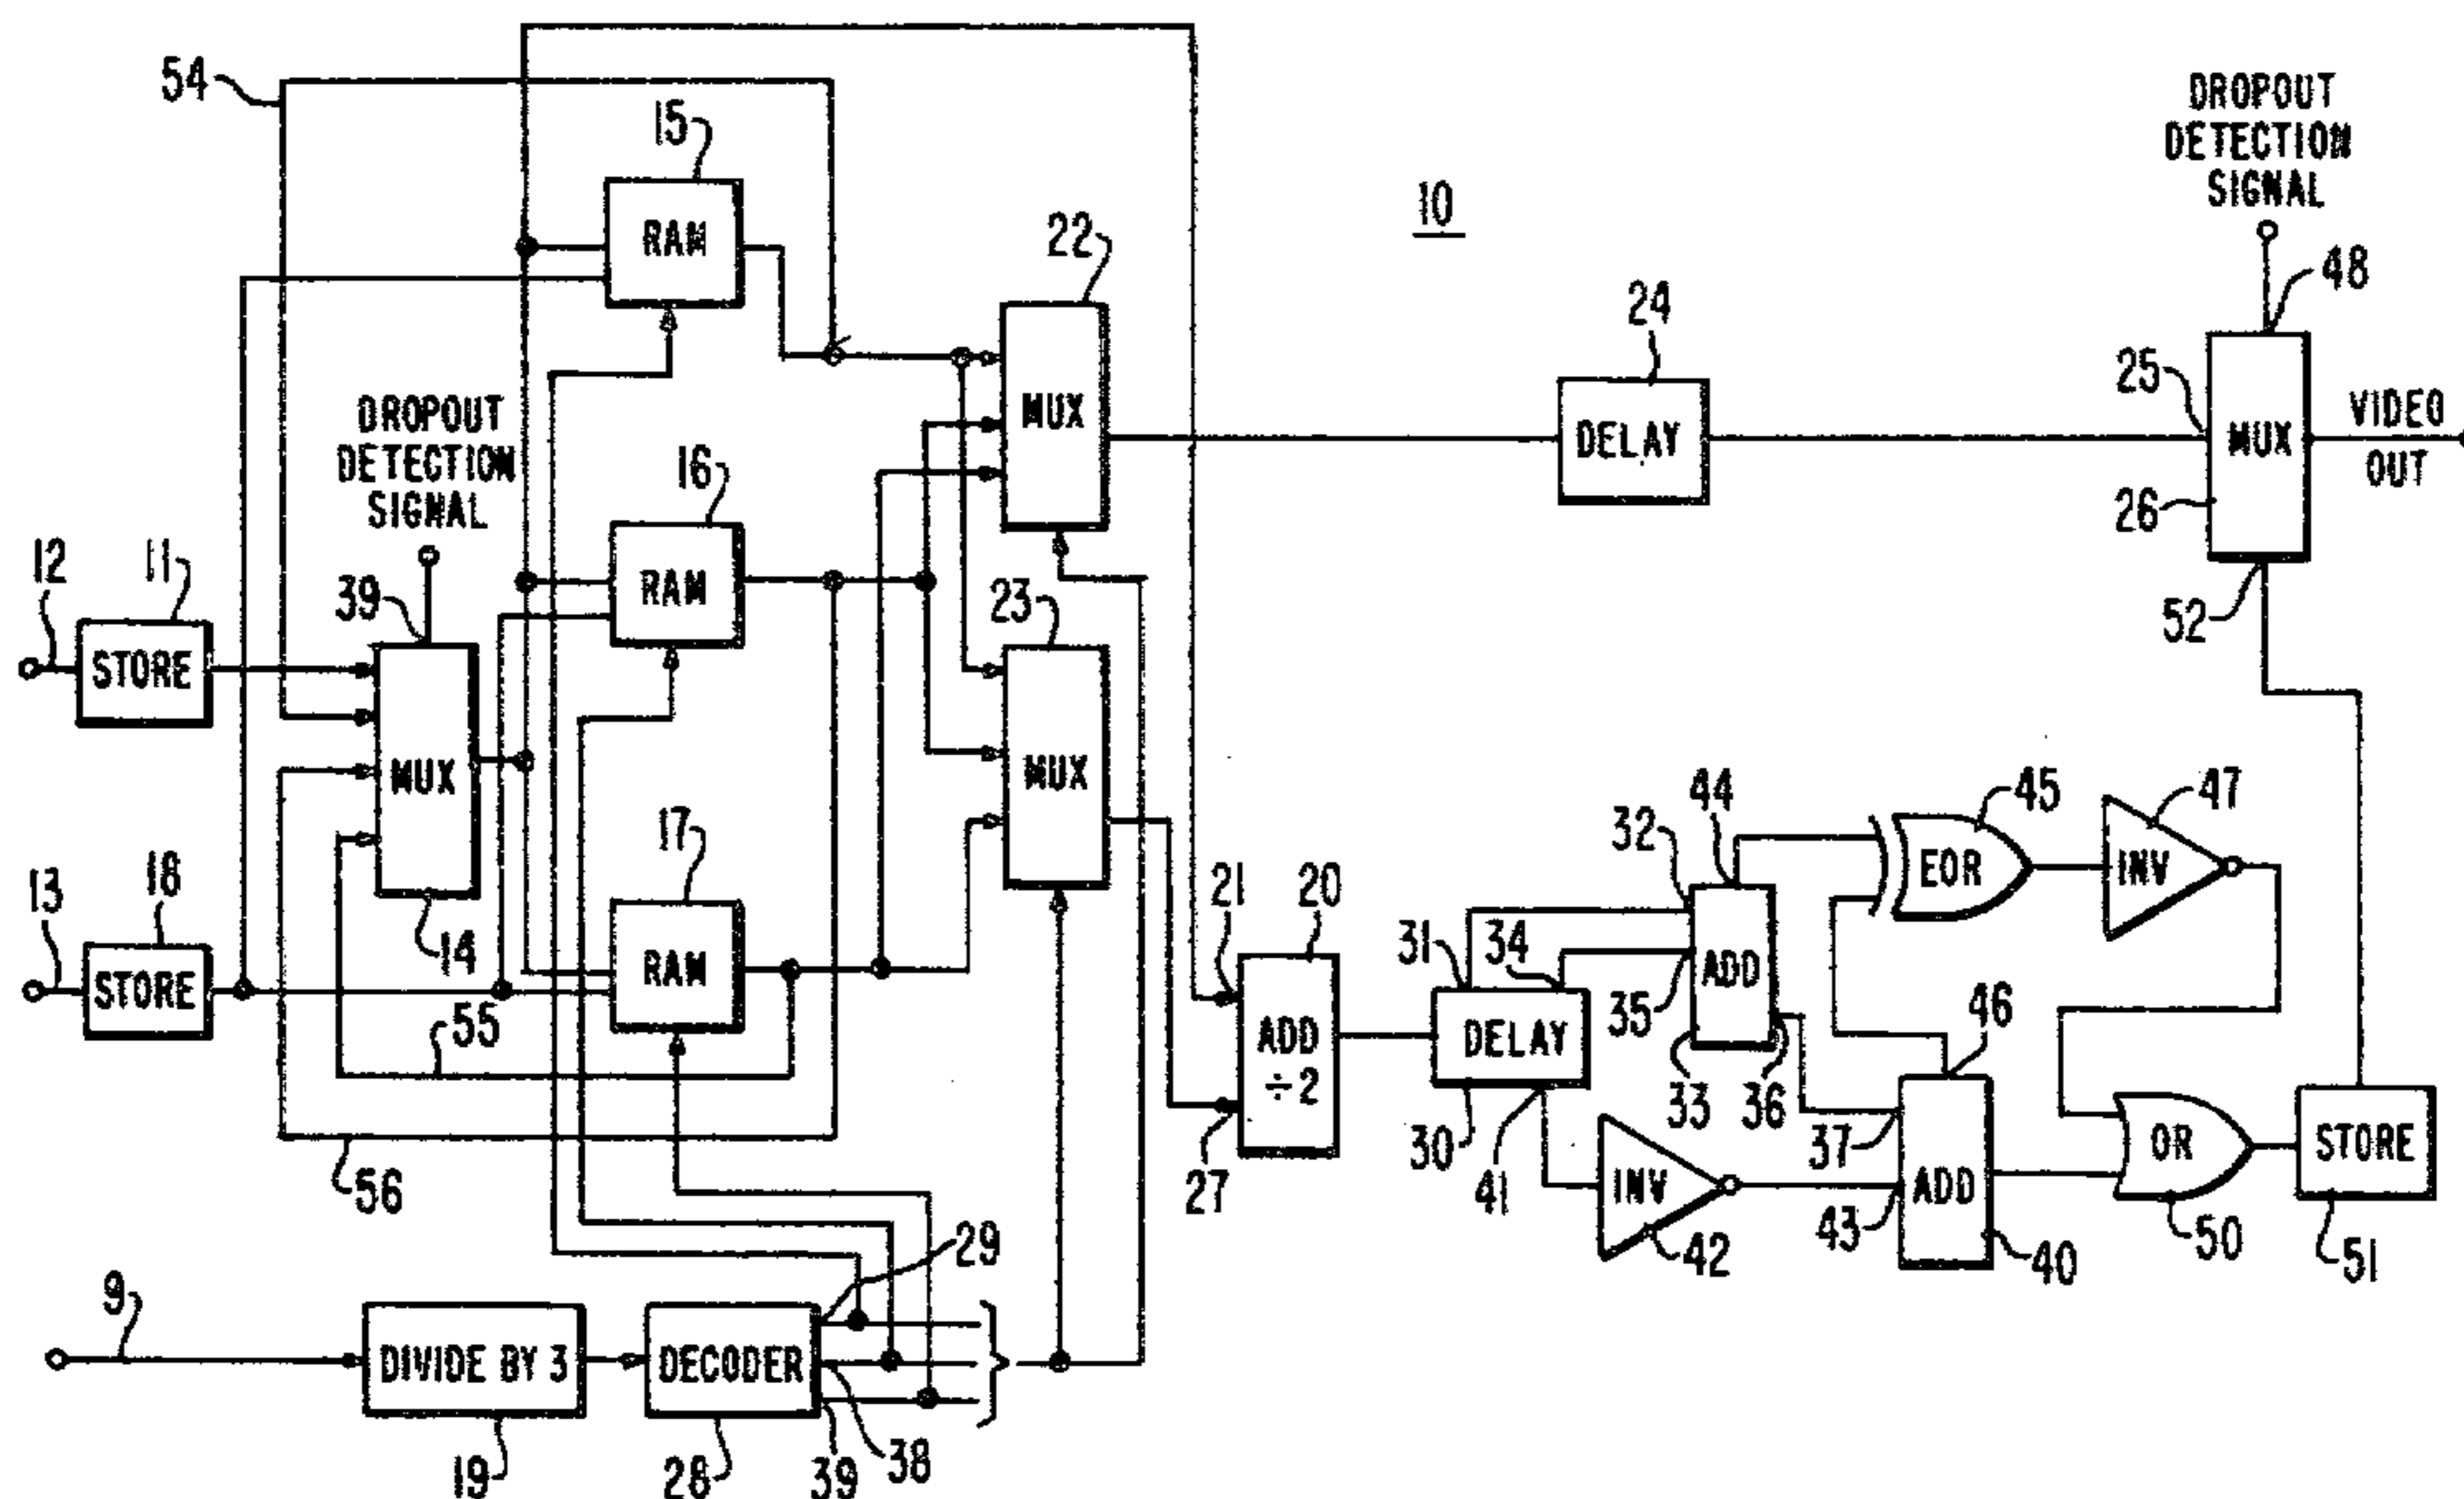 54
15
RAM
10
22
MUX
24
DELAY
DROPOUT
DETECTION
SIGNAL
48
25
MUX
VIDEO
OUT
26
52
DROPOUT
DETECTION
SIGNAL
39
16
RAM
23
MUX
12
11
STORE
MUX
14
13
18
STORE
17
RAM
55
56
21
20
ADD
÷2
27
31
34
DELAY
30
41
32
44
35
ADD
33
36
45
EOR
47
INV
46
37
INV
42
43
ADD
40
OR
50
STORE
51
9
DIVIDE BY 3
19
DECODER
28
29
38
39